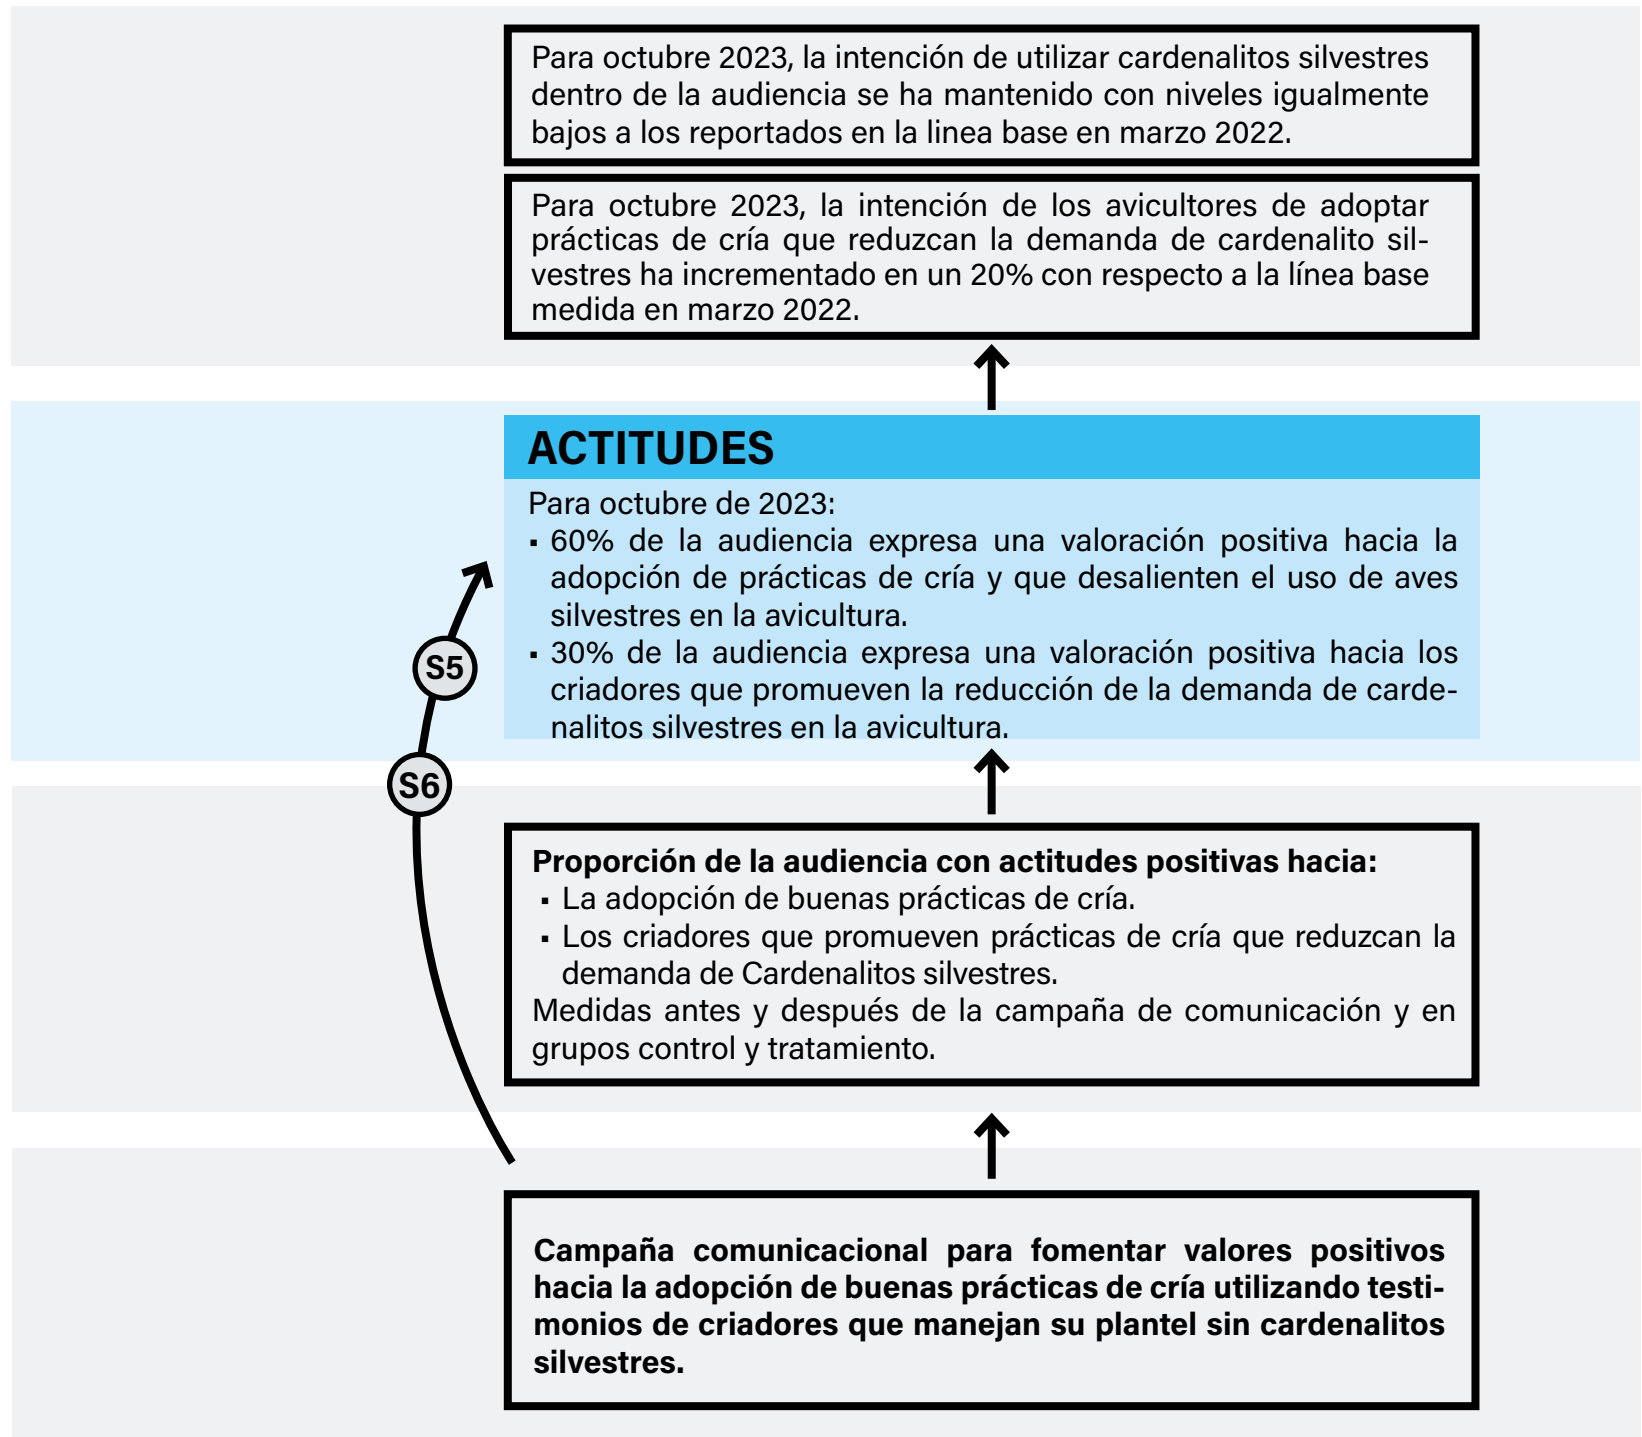 Para octubre 2023, la intención de utilizar cardenalitos silvestres
dentro de la audiencia se ha mantenido con niveles igualmente
bajos a los reportados en la linea base en marzo 2022.
Para octubre 2023, la intención de los avicultores de adoptar
prácticas de cría que reduzcan la demanda de cardenalito sil-
vestres ha incrementado en un 20% con respecto a la línea base
medida en marzo 2022.
ACTITUDES
Para octubre de 2023:
▪ 60% de la audiencia expresa una valoración positiva hacia la
adopción de prácticas de cría y que desalienten el uso de aves
silvestres en la avicultura.
▪ 30% de la audiencia expresa una valoración positiva hacia los
criadores que promueven la reducción de la demanda de carde-
nalitos silvestres en la avicultura.
S5
S6
Proporción de la audiencia con actitudes positivas hacia:
▪ La adopción de buenas prácticas de cría.
▪ Los criadores que promueven prácticas de cría que reduzcan la
demanda de Cardenalitos silvestres.
Medidas antes y después de la campaña de comunicación y en
grupos control y tratamiento.
Campaña comunicacional para fomentar valores positivos
hacia la adopción de buenas prácticas de cría utilizando testi-
monios de criadores que manejan su plantel sin cardenalitos
silvestres.